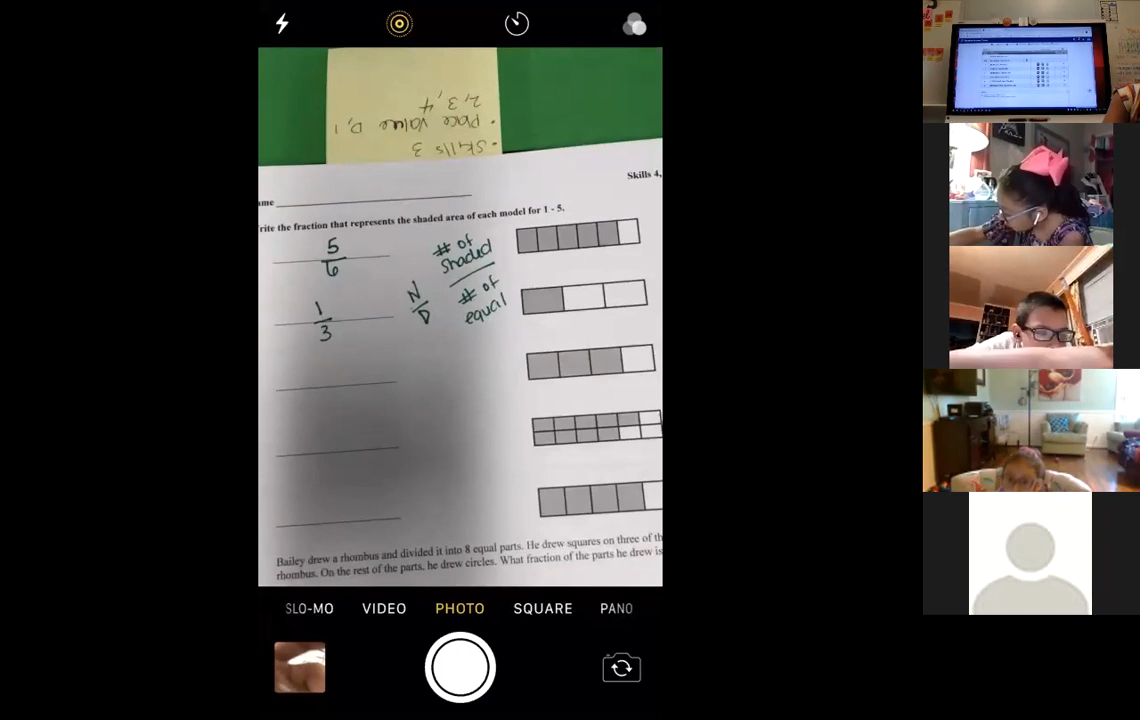 2, 3, 4
• Place Value 0, 1
• Skills 3
Skills 4,
ame
rite the fraction that represents the shaded area of each model for 1 - 5.
5
6
# of
shaded
# of
equal
N
D
1
3
Bailey drew a rhombus and divided it into 8 equal parts. He drew squares on three of th
rhombus. On the rest of the parts, he drew circles. What fraction of the parts he drew is
SLO-MO VIDEO PHOTO SQUARE PANO